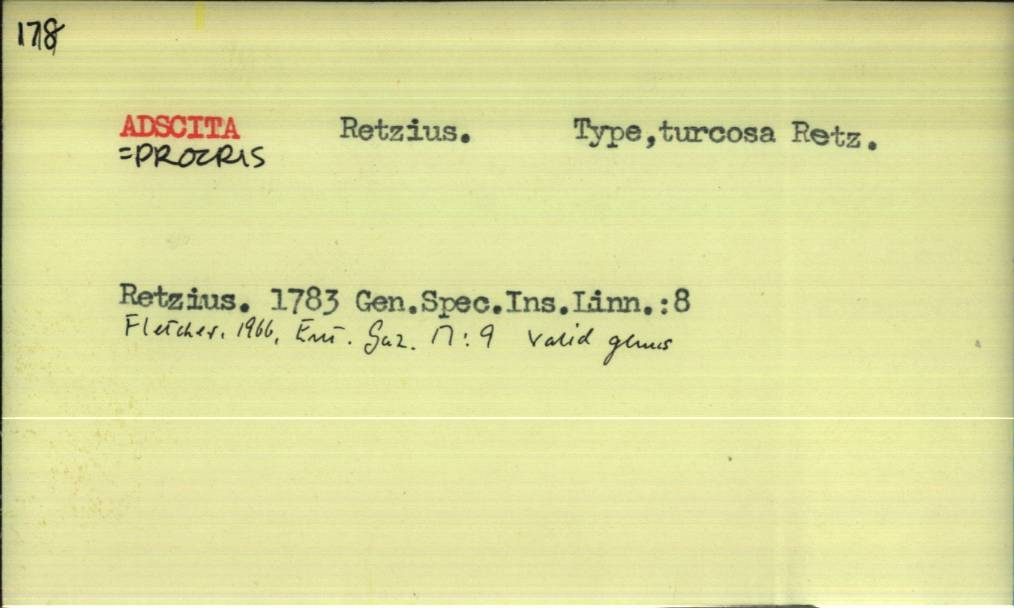 178
ADSCITA Retzius. Type,turcosa Retz.
=PROCRIS
Retzius. 1783 Gen.Spec.Ins.Linn.:8
Fletcher. 1966, Ent. Gaz. 17:9 valid genus